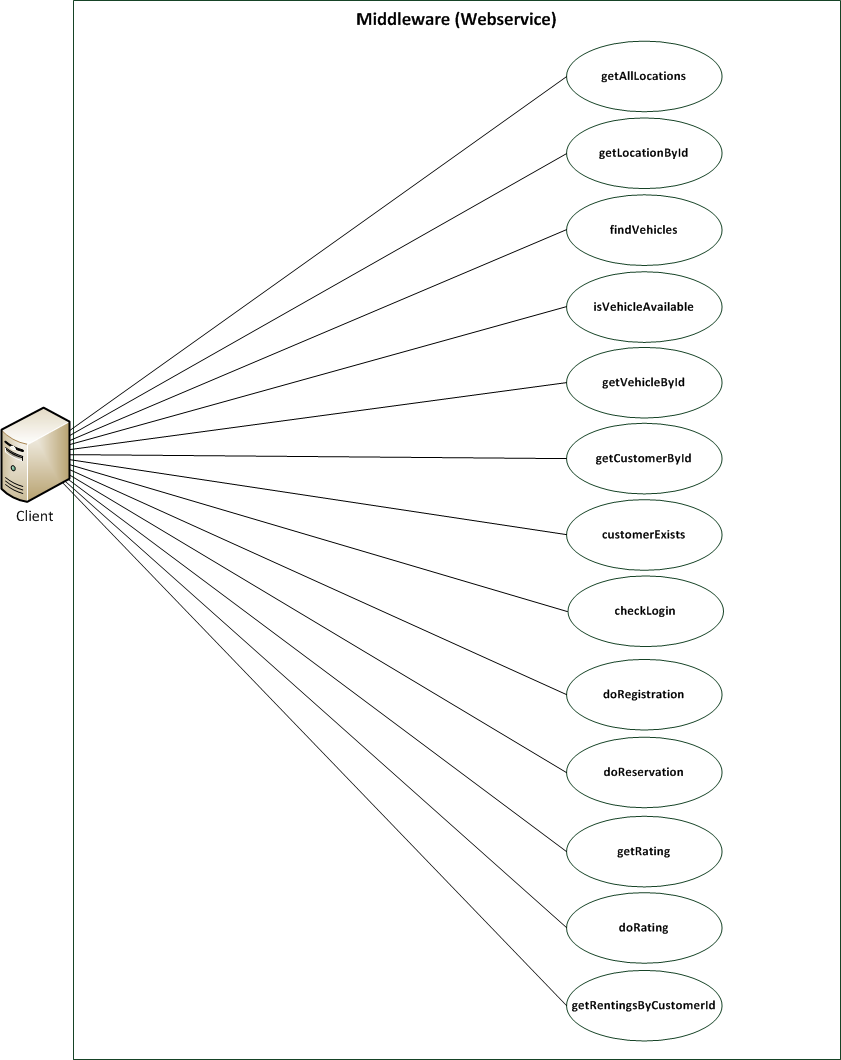 Middleware (Webservice)
getAllLocations
getLocationById
findVehicles
isVehicleAvailable
getVehicleById
getCustomerById
Client
customerExists
checkLogin
doRegistration
doReservation
getRating
doRating
getRentingsByCustomerId